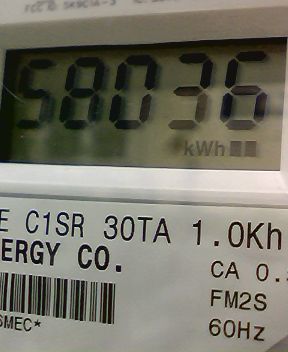 58036
kWh
E C1SR 30TA 1.0Kh
ERGY CO.
CA 0.
FM2S
60Hz
SMEC*